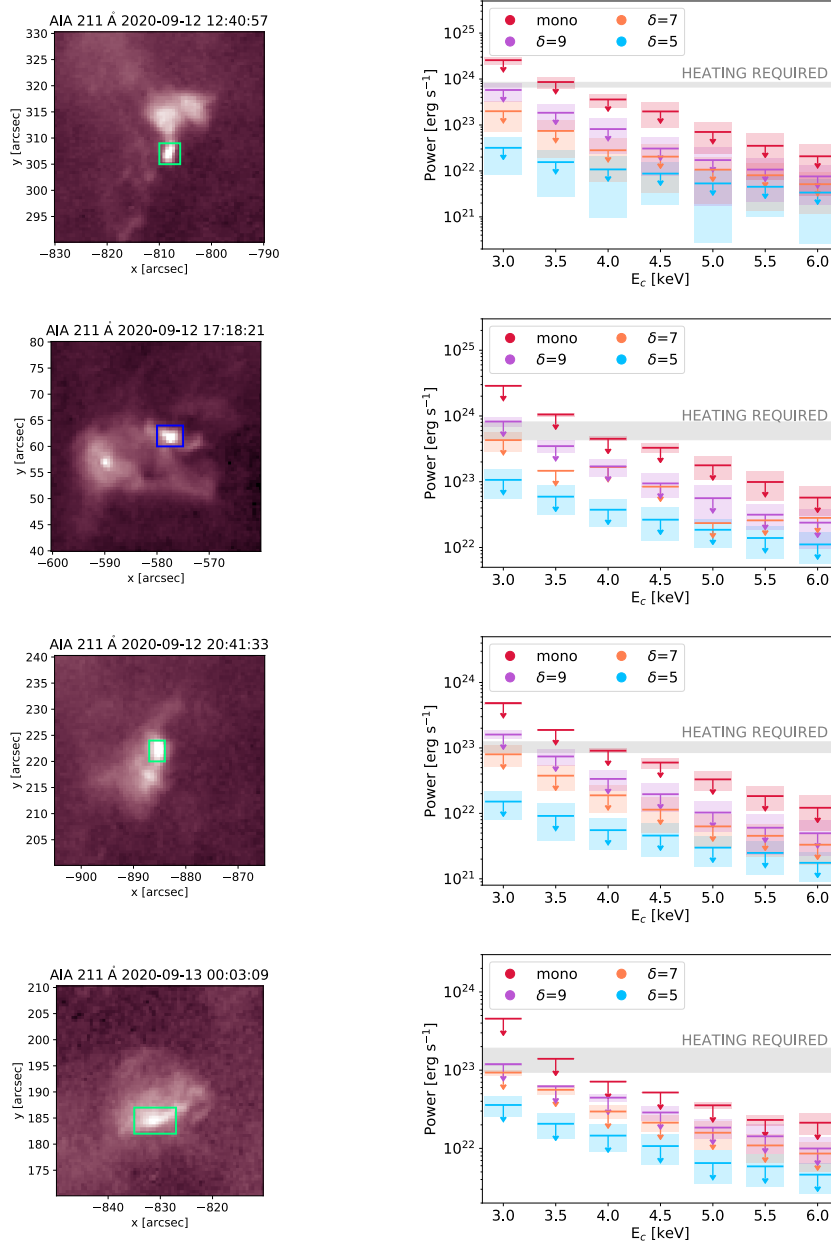 AIA 211 Å 2020-09-12 12:40:57
330
325
320
315
310
305
300
295
y [arcsec]
−830 −820 −810 −800 −790
x [arcsec]
mono δ=7
δ=9 δ=5
HEATING REQUIRED
10²⁵
10²⁴
10²³
10²²
10²¹
Power [erg s⁻¹]
3.0 3.5 4.0 4.5 5.0 5.5 6.0
E_c [keV]
AIA 211 Å 2020-09-12 17:18:21
80
75
70
65
60
55
50
45
40
y [arcsec]
−600 −590 −580 −570
x [arcsec]
mono δ=7
δ=9 δ=5
HEATING REQUIRED
10²⁵
10²⁴
10²³
10²²
Power [erg s⁻¹]
3.0 3.5 4.0 4.5 5.0 5.5 6.0
E_c [keV]
AIA 211 Å 2020-09-12 20:41:33
240
235
230
225
220
215
210
205
y [arcsec]
−900 −890 −880 −870
x [arcsec]
mono δ=7
δ=9 δ=5
HEATING REQUIRED
10²⁴
10²³
10²²
10²¹
Power [erg s⁻¹]
3.0 3.5 4.0 4.5 5.0 5.5 6.0
E_c [keV]
AIA 211 Å 2020-09-13 00:03:09
210
205
200
195
190
185
180
175
y [arcsec]
−840 −830 −820
x [arcsec]
mono δ=7
δ=9 δ=5
HEATING REQUIRED
10²⁴
10²³
10²²
Power [erg s⁻¹]
3.0 3.5 4.0 4.5 5.0 5.5 6.0
E_c [keV]